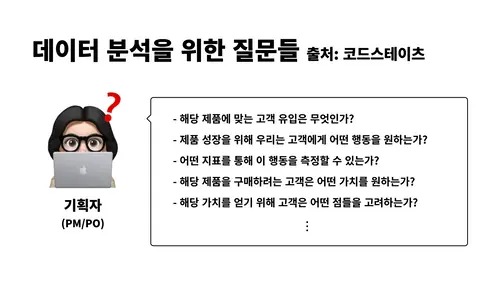 데이터 분석을 위한 질문들 출처: 코드스테이츠
?
- 해당 제품에 맞는 고객 유입은 무엇인가?
- 제품 성장을 위해 우리는 고객에게 어떤 행동을 원하는가?
- 어떤 지표를 통해 이 행동을 측정할 수 있는가?
- 해당 제품을 구매하려는 고객은 어떤 가치를 원하는가?
- 해당 가치를 얻기 위해 고객은 어떤 점들을 고려하는가?
⋮
기획자
(PM/PO)